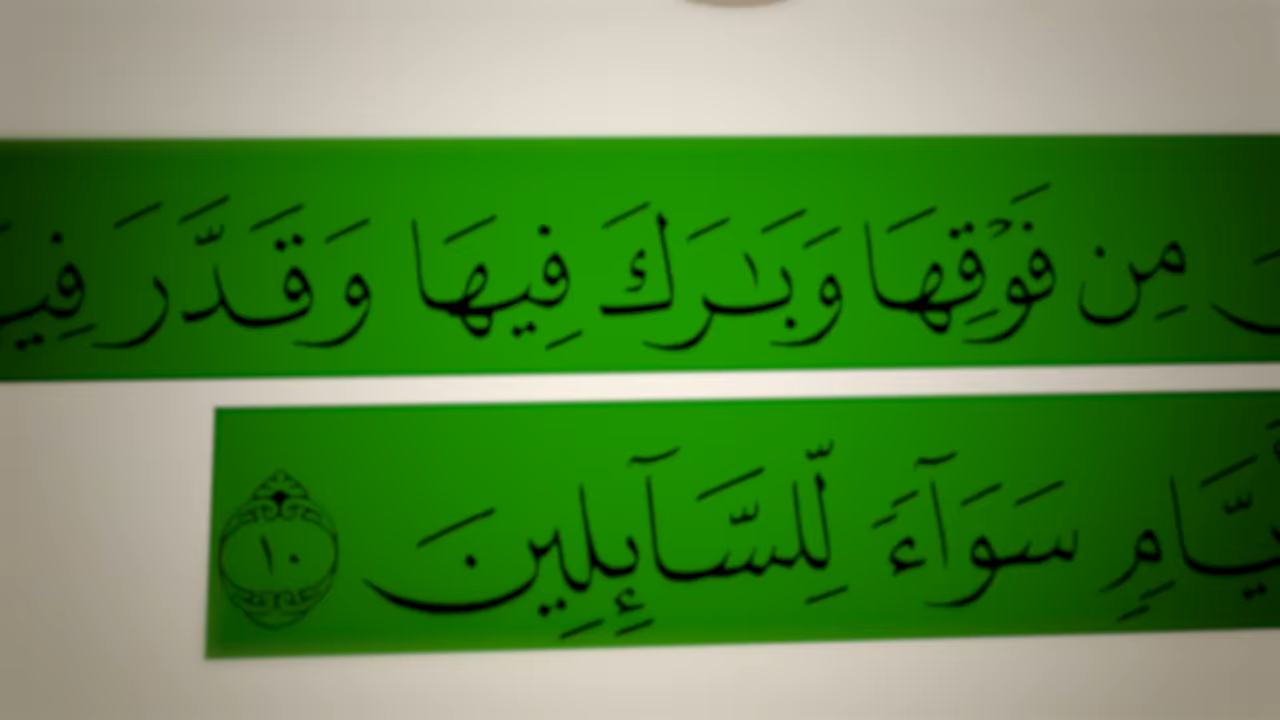 مِن فَوْقِهَا وَبَٰرَكَ فِيهَا وَقَدَّرَ
سَوَآءً لِّلسَّآئِلِينَ ١٠